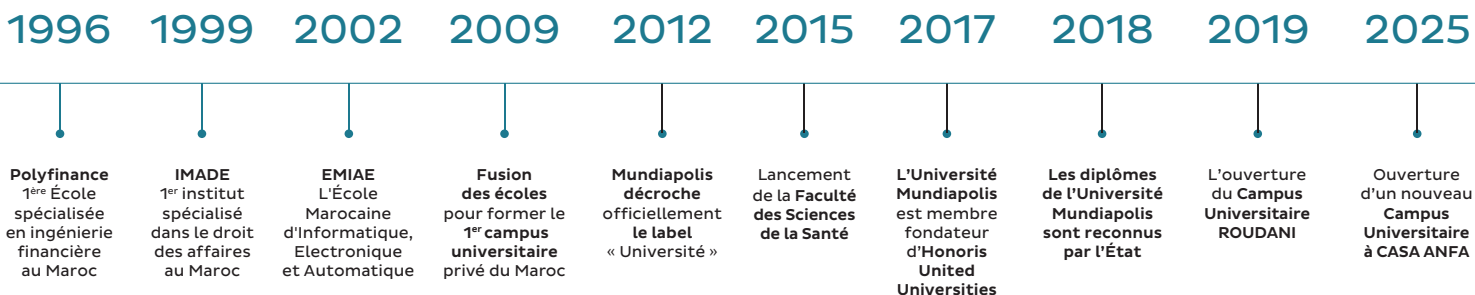 1996 1999 2002 2009 2012 2015 2017 2018 2019 2025
Polyfinance
1ère École
spécialisée
en ingénierie
financière
au Maroc
IMADE
1er institut
spécialisé
dans le droit
des affaires
au Maroc
EMIAE
L'École
Marocaine
d'Informatique,
Electronique
et Automatique
Fusion
des écoles
pour former le
1er campus
universitaire
privé du Maroc
Mundiapolis
décroche
officiellement
le label
« Université »
Lancement
de la Faculté
des Sciences
de la Santé
L’Université
Mundiapolis
est membre
fondateur
d’Honoris
United
Universities
Les diplômes
de l’Université
Mundiapolis
sont reconnus
par l’État
L’ouverture
du Campus
Universitaire
ROUDANI
Ouverture
d’un nouveau
Campus
Universitaire
à CASA ANFA